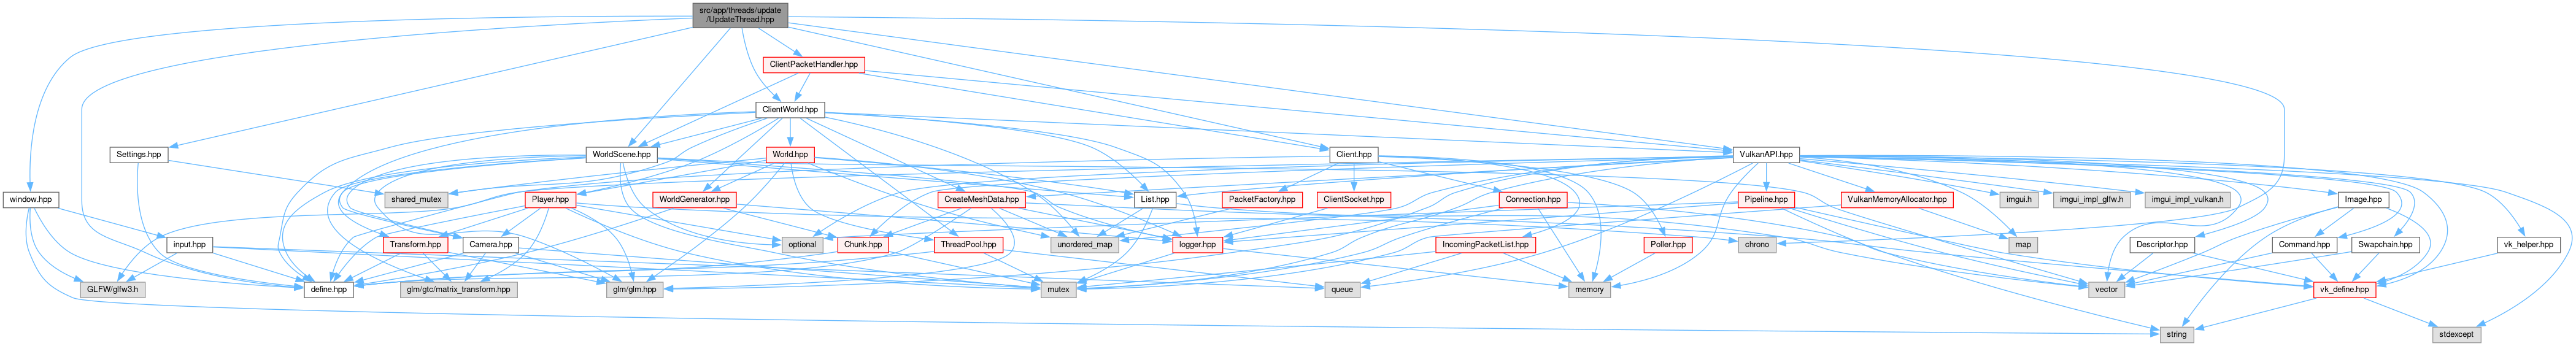 src/app/threads/update
/UpdateThread.hpp
ClientPacketHandler.hpp
ClientWorld.hpp
Settings.hpp
WorldScene.hpp
World.hpp
Client.hpp
VulkanAPI.hpp
window.hpp
shared_mutex
Player.hpp
WorldGenerator.hpp
CreateMeshData.hpp
List.hpp
PacketFactory.hpp
ClientSocket.hpp
Connection.hpp
Pipeline.hpp
VulkanMemoryAllocator.hpp
imgui.h
imgui_impl_glfw.h
imgui_impl_vulkan.h
Image.hpp
input.hpp
Transform.hpp
Camera.hpp
optional
Chunk.hpp
ThreadPool.hpp
unordered_map
logger.hpp
IncomingPacketList.hpp
Poller.hpp
chrono
map
Descriptor.hpp
Command.hpp
Swapchain.hpp
vk_helper.hpp
GLFW/glfw3.h
define.hpp
glm/gtc/matrix_transform.hpp
glm/glm.hpp
mutex
queue
memory
vector
vk_define.hpp
string
stdexcept